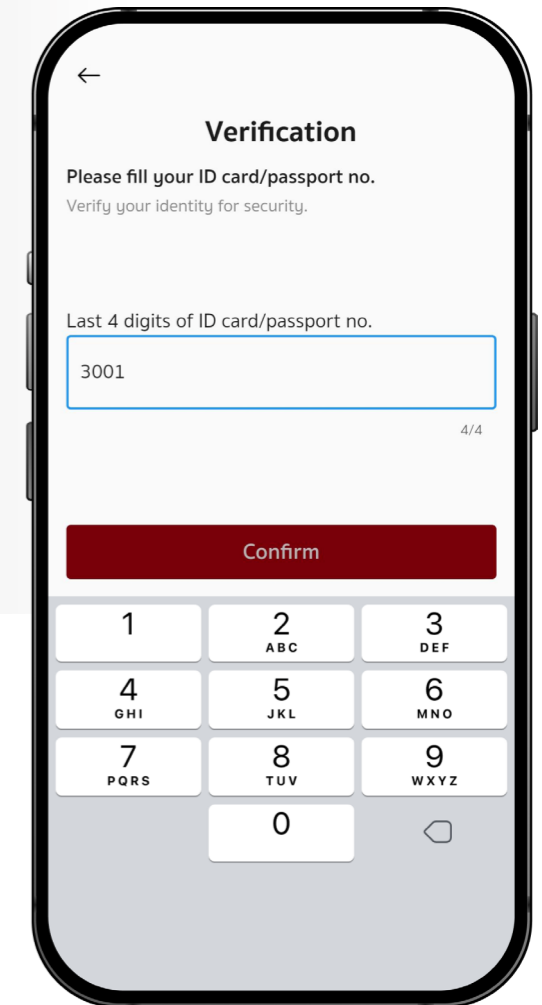 Verification
Please fill your ID card/passport no.
Verify your identity for security.
Last 4 digits of ID card/passport no.
3001
4/4
Confirm
1 2 3
ABC DEF
4 5 6
GHI JKL MNO
7 8 9
PQRS TUV WXYZ
0